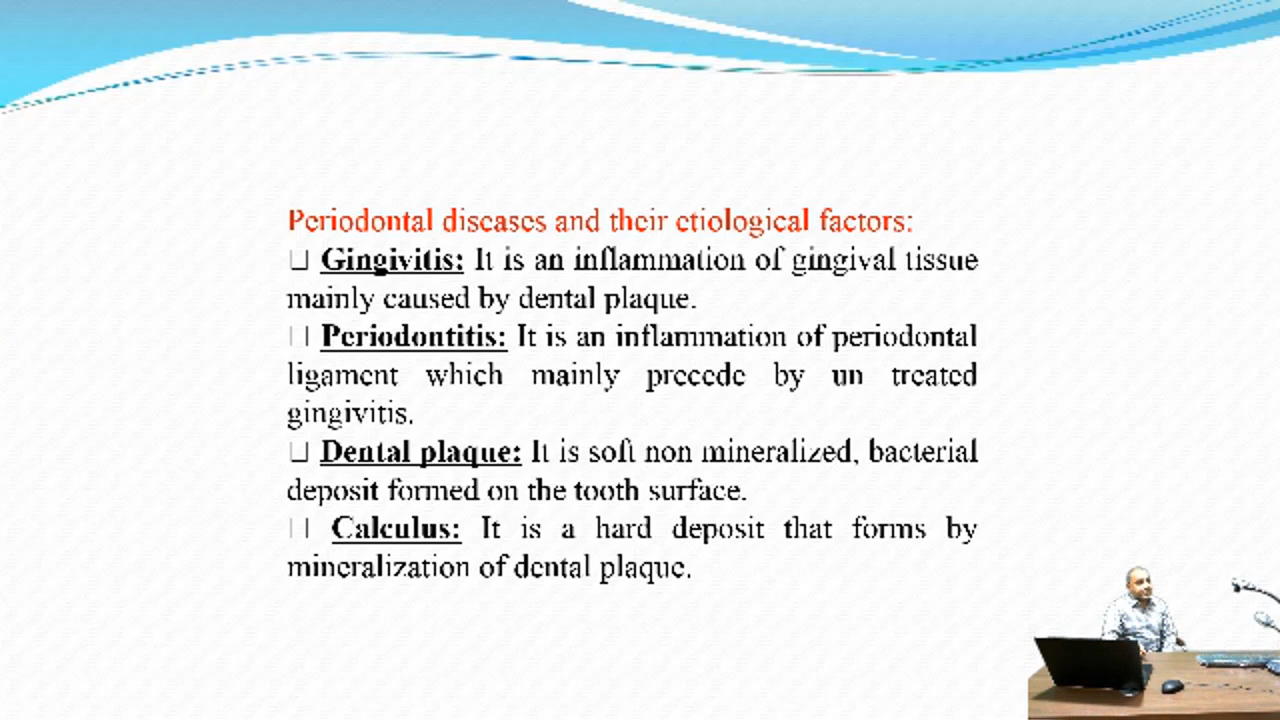 Periodontal diseases and their etiological factors:
□ Gingivitis: It is an inflammation of gingival tissue
mainly caused by dental plaque.
□ Periodontitis: It is an inflammation of periodontal
ligament which mainly precede by un treated
gingivitis.
□ Dental plaque: It is soft non mineralized, bacterial
deposit formed on the tooth surface.
□ Calculus: It is a hard deposit that forms by
mineralization of dental plaque.